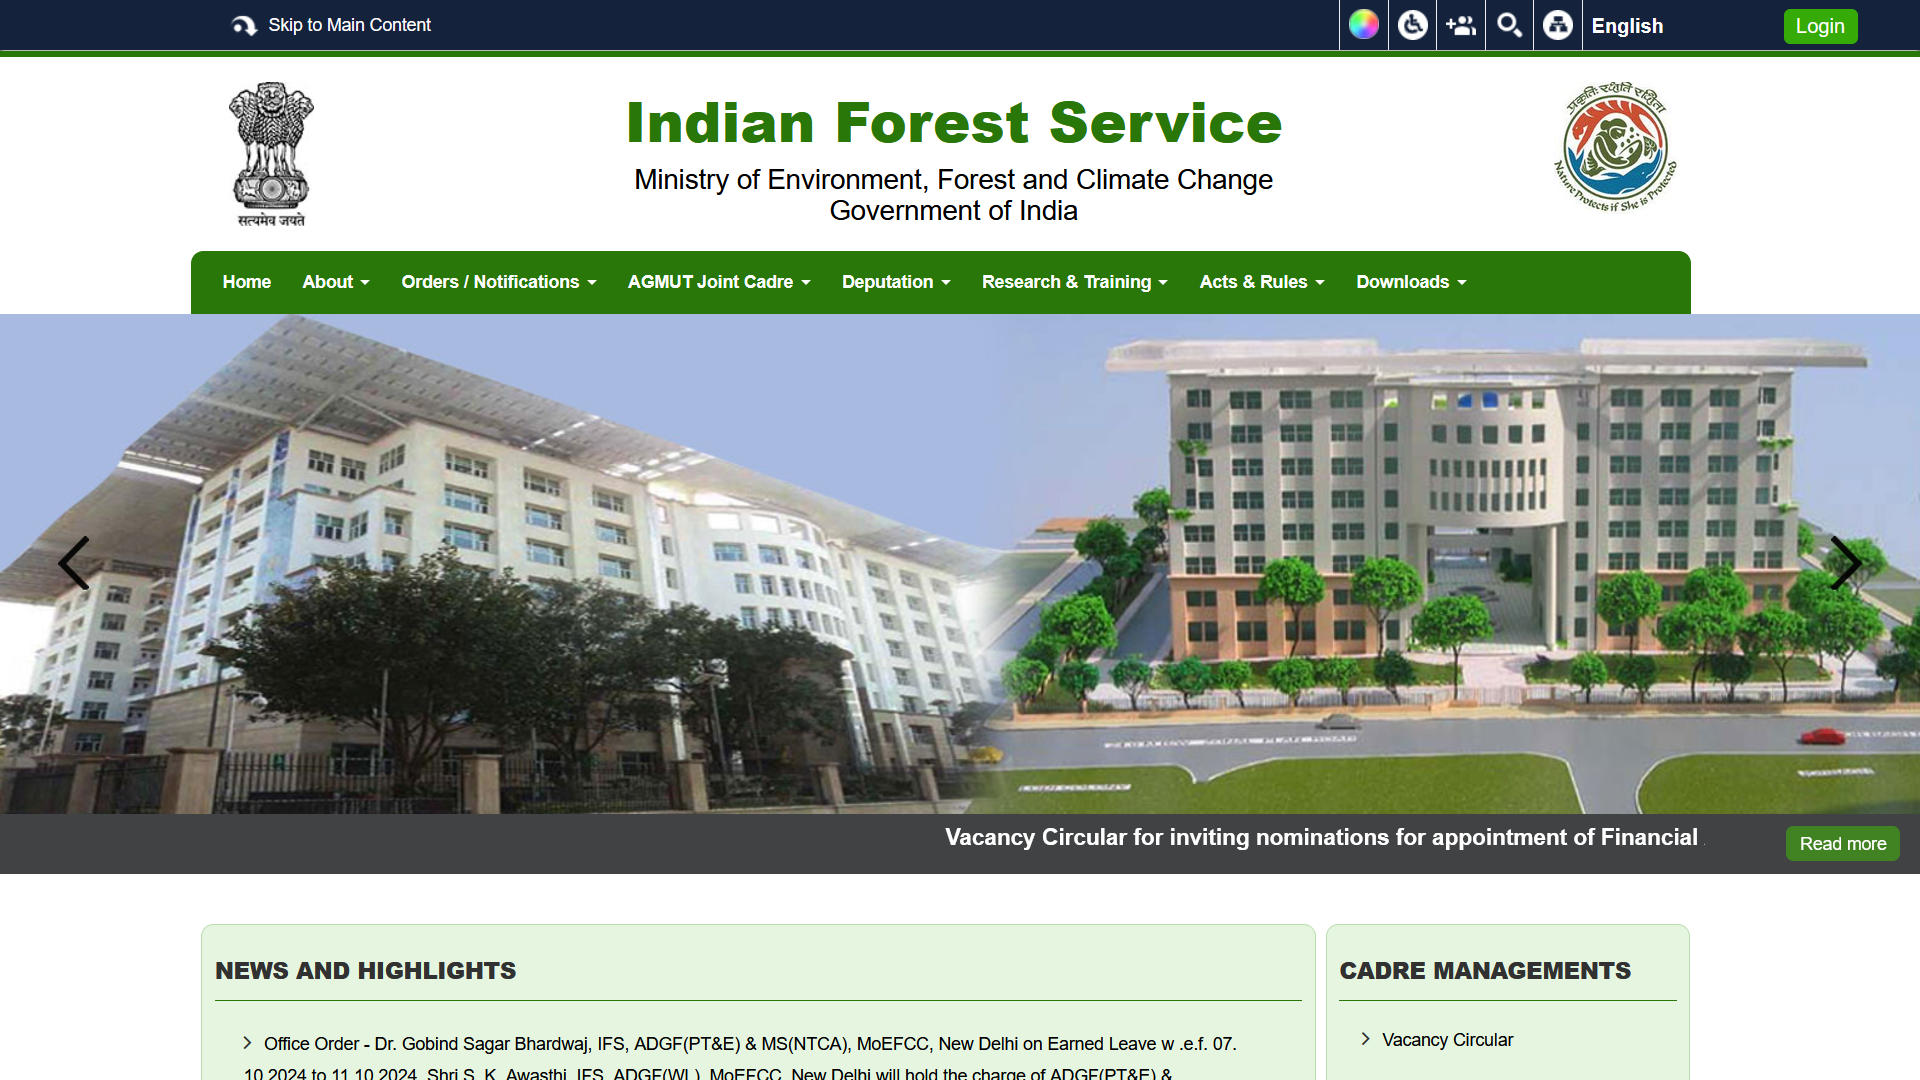 Skip to Main Content
English
Login
सत्यमेव जयते
Indian Forest Service
Ministry of Environment, Forest and Climate Change
Government of India
प्रकृतिः रक्षति रक्षिता
Nature Protects if She is Protected
Home
About
Orders / Notifications
AGMUT Joint Cadre
Deputation
Research & Training
Acts & Rules
Downloads
LODI COLONY
Vacancy Circular for inviting nominations for appointment of Financial
Read more
NEWS AND HIGHLIGHTS
Office Order - Dr. Gobind Sagar Bhardwaj, IFS, ADGF(PT&E) & MS(NTCA), MoEFCC, New Delhi on Earned Leave w .e.f. 07.
10.2024 to 11.10.2024. Shri S. K. Awasthi, IFS, ADGF(WL), MoEFCC, New Delhi will hold the charge of ADGF(PT&E) &
CADRE MANAGEMENTS
Vacancy Circular